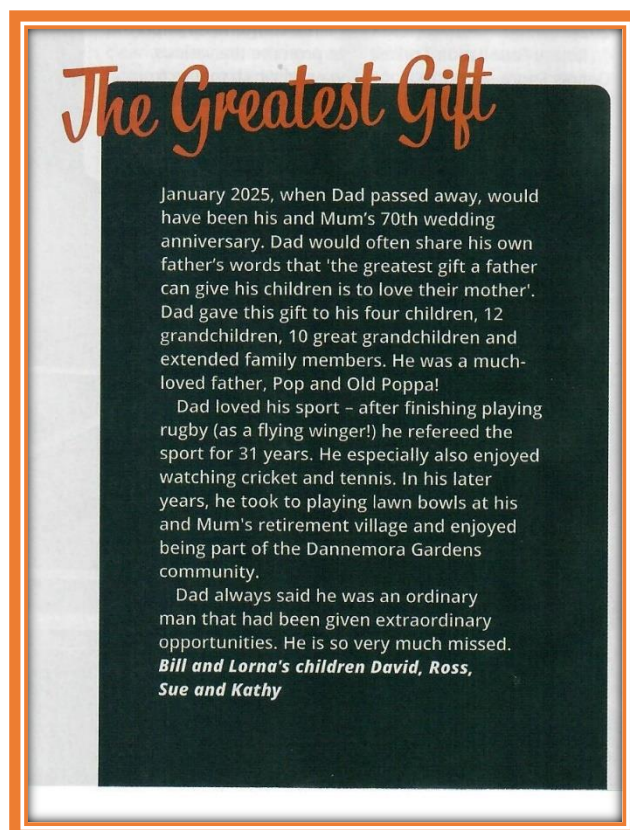 The Greatest Gift
January 2025, when Dad passed away, would
have been his and Mum's 70th wedding
anniversary. Dad would often share his own
father's words that 'the greatest gift a father
can give his children is to love their mother'.
Dad gave this gift to his four children, 12
grandchildren, 10 great grandchildren and
extended family members. He was a much-
loved father, Pop and Old Poppa!
Dad loved his sport – after finishing playing
rugby (as a flying winger!) he refereed the
sport for 31 years. He especially also enjoyed
watching cricket and tennis. In his later
years, he took to playing lawn bowls at his
and Mum's retirement village and enjoyed
being part of the Dannemora Gardens
community.
Dad always said he was an ordinary
man that had been given extraordinary
opportunities. He is so very much missed.
Bill and Lorna's children David, Ross,
Sue and Kathy